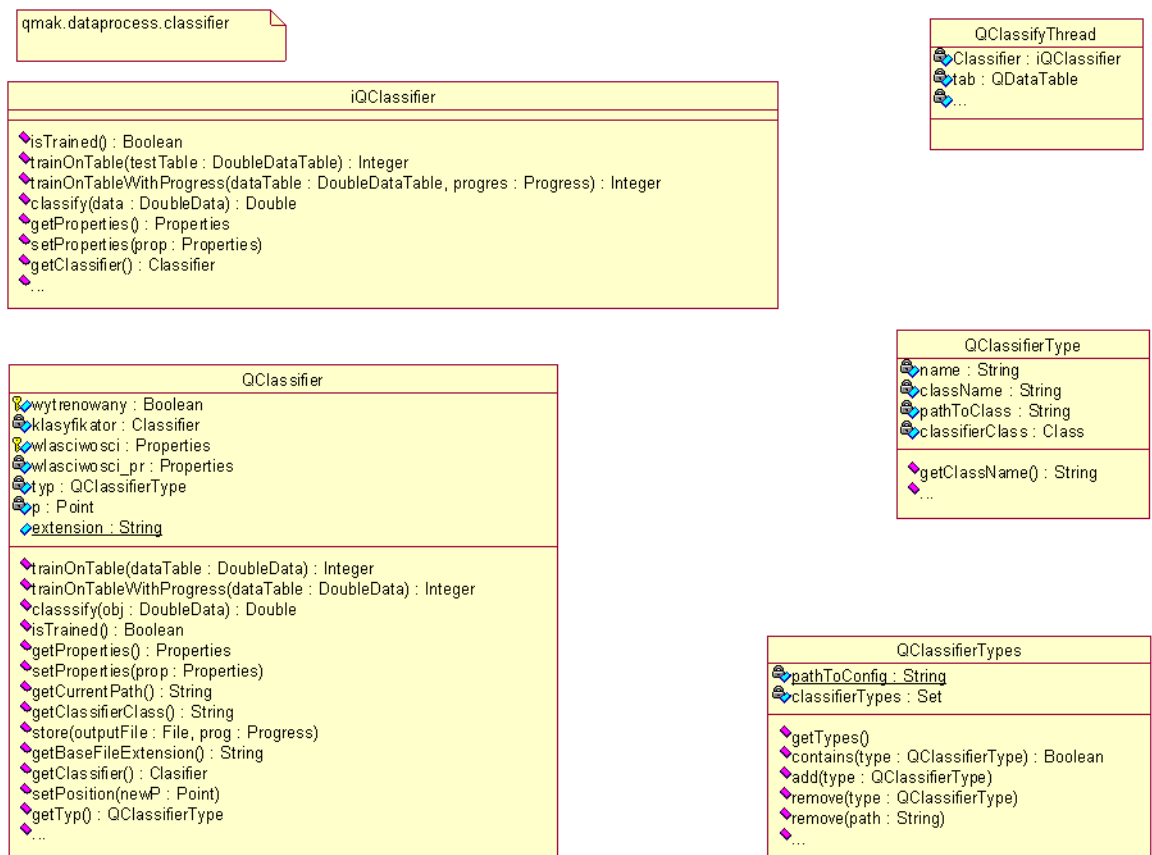 qmak.dataprocess.classifier
iQClassifier
isTrained() : Boolean
trainOnTable(testTable : DoubleDataTable) : Integer
trainOnTableWithProgress(dataTable : DoubleDataTable, progres : Progress) : Integer
classify(data : DoubleData) : Double
getProperties() : Properties
setProperties(prop : Properties)
getClassifier() : Classifier
...
QClassifyThread
Classifier : iQClassifier
tab : QDataTable
...
QClassifier
wytrenowany : Boolean
klasyfikator : Classifier
wlasciwosci : Properties
wlasciwosci_pr : Properties
typ : QClassifierType
p : Point
extension : String
trainOnTable(dataTable : DoubleData) : Integer
trainOnTableWithProgress(dataTable : DoubleData) : Integer
classsify(obj : DoubleData) : Double
isTrained() : Boolean
getProperties() : Properties
setProperties(prop : Properties)
getCurrentPath() : String
getClassifierClass() : String
store(outputFile : File, prog : Progress)
getBaseFileExtension() : String
getClassifier() : Clasifier
setPosition(newP : Point)
getTyp() : QClassifierType
...
QClassifierType
name : String
className : String
pathToClass : String
classifierClass : Class
getClassName() : String
...
QClassifierTypes
pathToConfig : String
classifierTypes : Set
getTypes()
contains(type : QClassifierType) : Boolean
add(type : QClassifierType)
remove(type : QClassifierType)
remove(path : String)
...